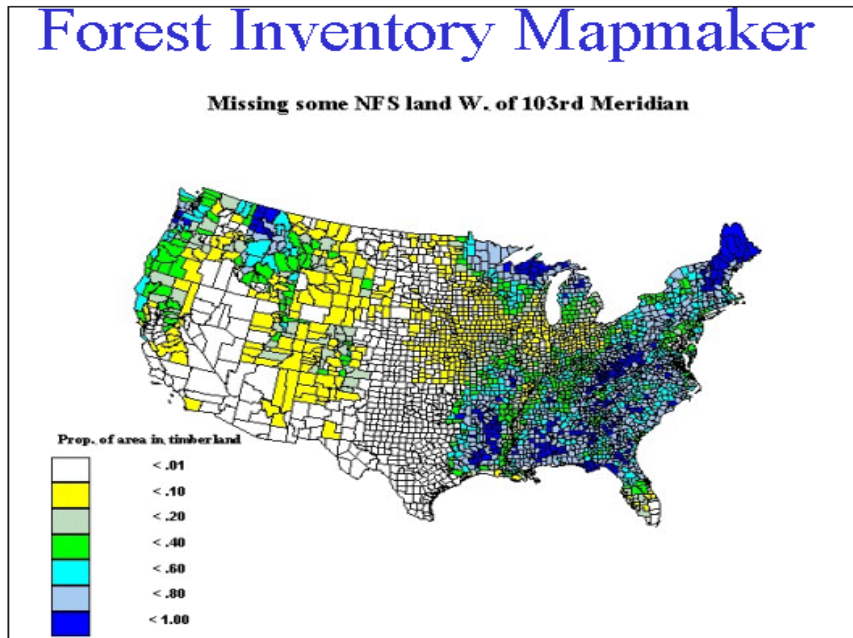 Forest Inventory Mapmaker
Missing some NFS land W. of 103rd Meridian
Prop. of area in timberland
< .01
< .10
< .20
< .40
< .60
< .80
< 1.00